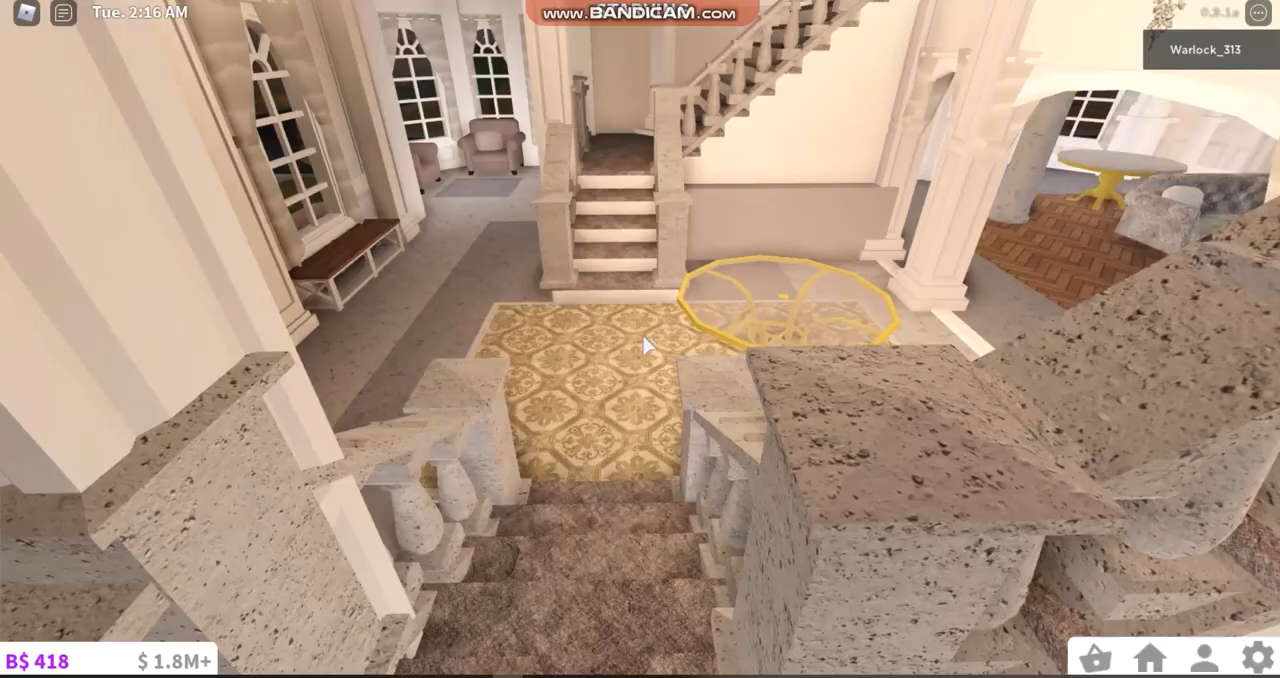 Tue. 2:16 AM
www.BANDICAM.com
0.9.1a
Warlock_313
B$ 418
$ 1.8M+